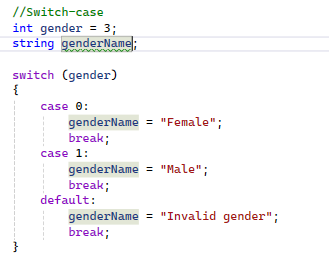 //Switch-case
int gender = 3;
string genderName;
switch (gender)
{
case 0:
genderName = "Female";
break;
case 1:
genderName = "Male";
break;
default:
genderName = "Invalid gender";
break;
}